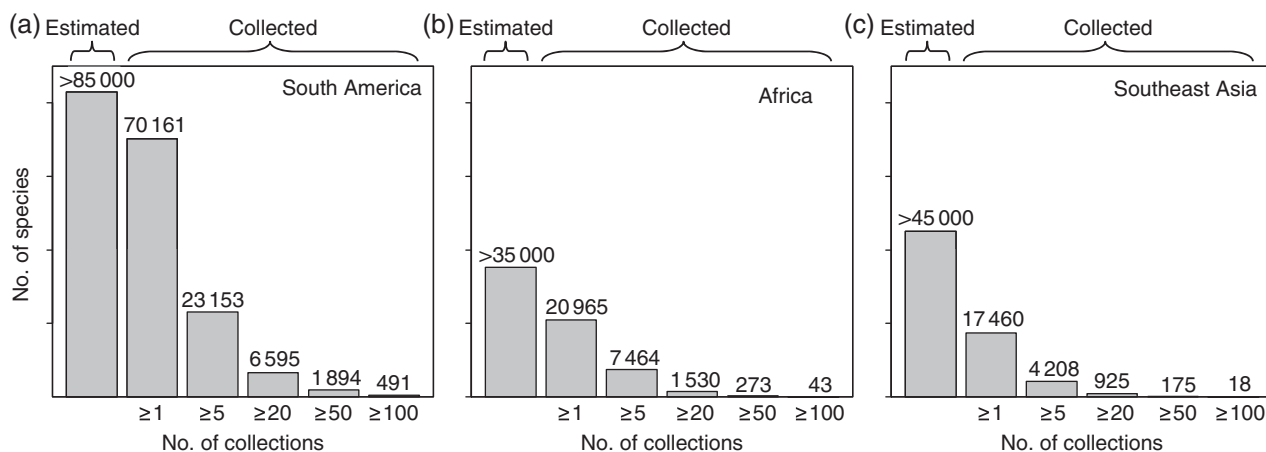 (a) Estimated Collected
>85 000
South America
70 161
23 153
6 595
1 894
491
No. of species
≥1 ≥5 ≥20 ≥50 ≥100
No. of collections
(b) Estimated Collected
Africa
>35 000
20 965
7 464
1 530
273
43
≥1 ≥5 ≥20 ≥50 ≥100
No. of collections
(c) Estimated Collected
Southeast Asia
>45 000
17 460
4 208
925
175
18
≥1 ≥5 ≥20 ≥50 ≥100
No. of collections